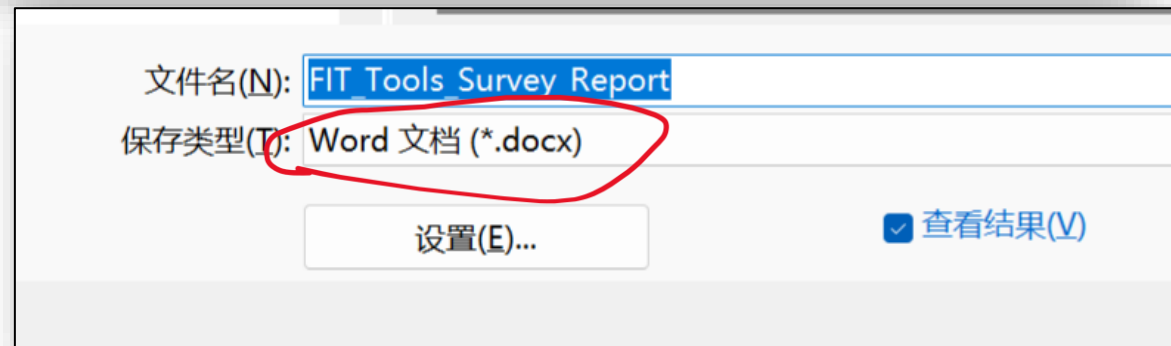 文件名(N): FIT_Tools_Survey_Report
保存类型(T): Word 文档 (*.docx)
设置(E)... 查看结果(V)